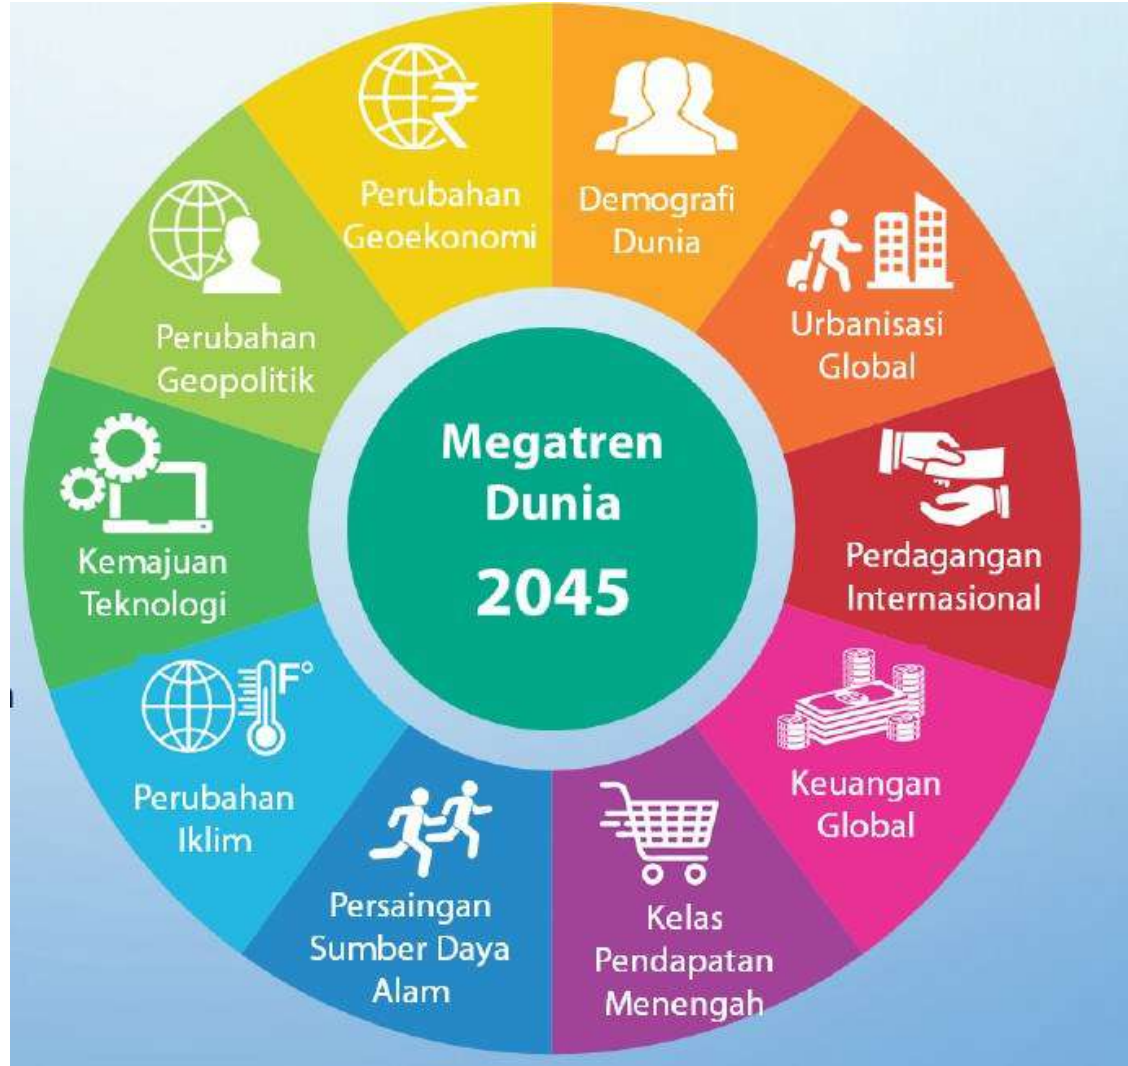 Megatren
Dunia
2045
Demografi
Dunia
Urbanisasi
Global
Perdagangan
Internasional
Keuangan
Global
Kelas
Pendapatan
Menengah
Persaingan
Sumber Daya
Alam
Perubahan
Iklim
F°
Kemajuan
Teknologi
Perubahan
Geopolitik
Perubahan
Geoekonomi
₹